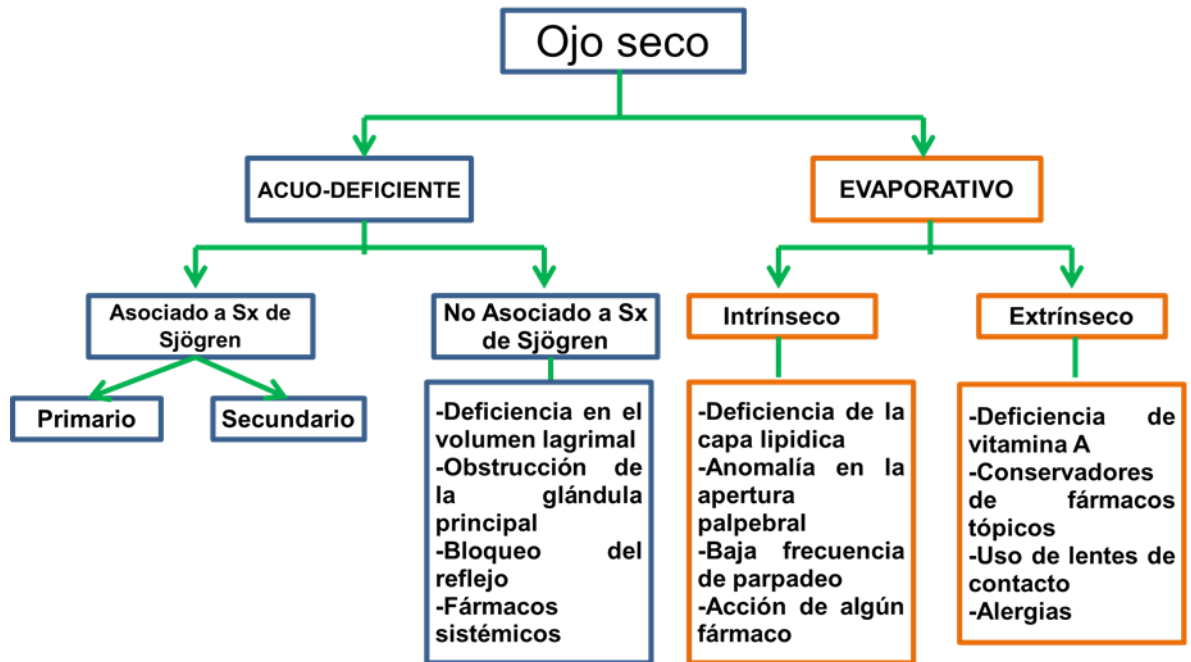 Ojo seco
ACUO-DEFICIENTE
EVAPORATIVO
Asociado a Sx de
Sjögren
No Asociado a Sx
de Sjögren
Intrínseco
Extrínseco
Primario
Secundario
-Deficiencia en el
volumen lagrimal
-Obstrucción de
la glándula
principal
-Bloqueo del
reflejo
-Fármacos
sistémicos
-Deficiencia de la
capa lipidica
-Anomalía en la
apertura
palpebral
-Baja frecuencia
de parpadeo
-Acción de algún
fármaco
-Deficiencia de
vitamina A
-Conservadores
de fármacos
tópicos
-Uso de lentes de
contacto
-Alergias